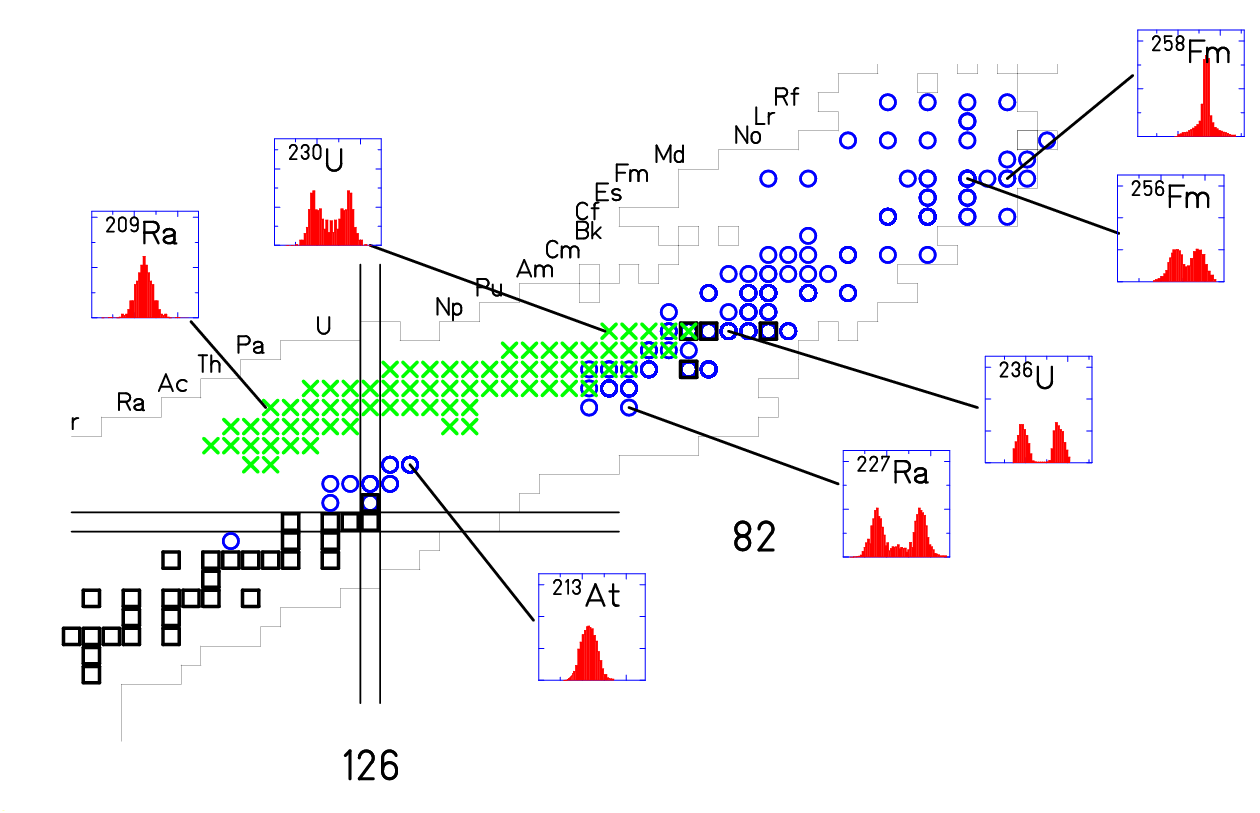 258Fm
Rf
Lr
No
Md
230U
Fm
256Fm
Es
Cf
209Ra
Bk
Cm
Am
Pu
Np
U
Pa
Th
236U
Ac
Ra
r
227Ra
82
213At
126